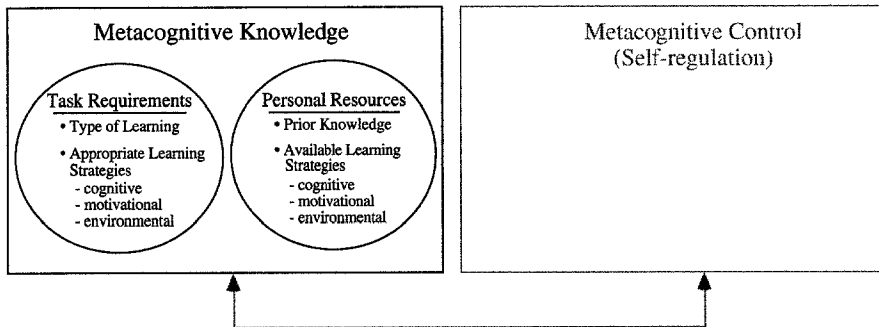 Metacognitive Knowledge
Task Requirements
• Type of Learning
• Appropriate Learning
Strategies
- cognitive
- motivational
- environmental
Personal Resources
• Prior Knowledge
• Available Learning
Strategies
- cognitive
- motivational
- environmental
Metacognitive Control
(Self-regulation)